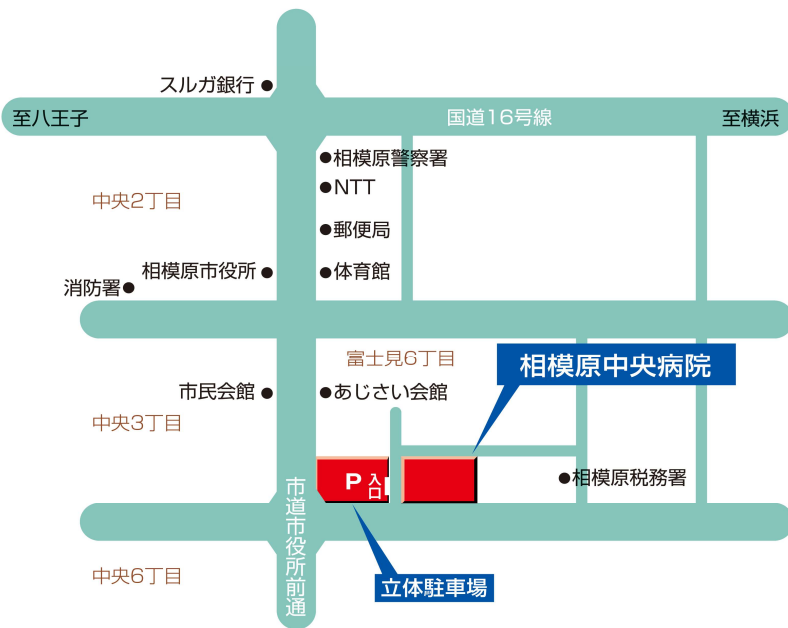 スルガ銀行
至八王子
国道16号線
至横浜
相模原警察署
NTT
中央2丁目
郵便局
相模原市役所
体育館
消防署
富士見6丁目
相模原中央病院
市民会館
あじさい会館
中央3丁目
P 入口
相模原税務署
市道市役所前通
中央6丁目
立体駐車場